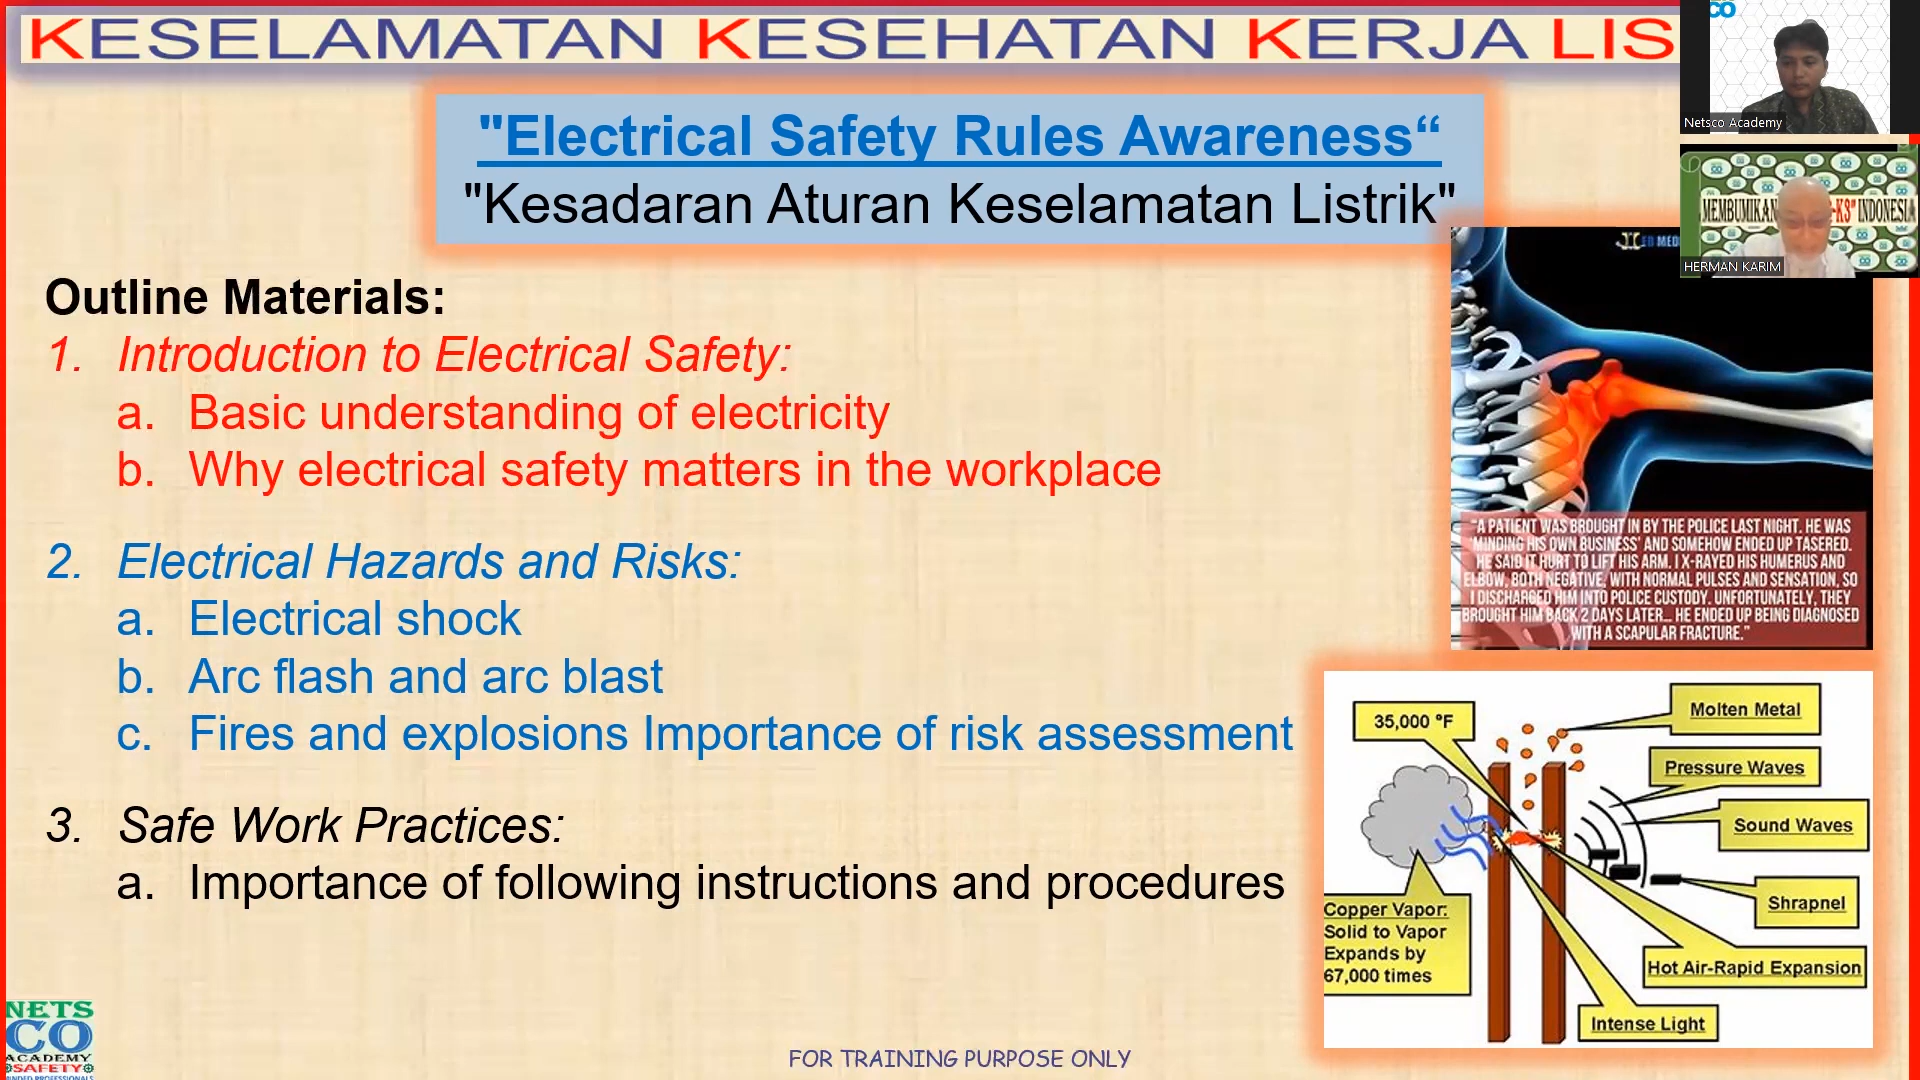 KESELAMATAN KESEHATAN KERJA LIS
CO
Netsco Academy
"Electrical Safety Rules Awareness“
"Kesadaran Aturan Keselamatan Listrik"
MEMBUMIKAN -K3" INDONESIA
HERMAN KARIM
Outline Materials:
1. Introduction to Electrical Safety:
a. Basic understanding of electricity
b. Why electrical safety matters in the workplace
2. Electrical Hazards and Risks:
a. Electrical shock
b. Arc flash and arc blast
c. Fires and explosions Importance of risk assessment
3. Safe Work Practices:
a. Importance of following instructions and procedures
"A PATIENT WAS BROUGHT IN BY THE POLICE LAST NIGHT. HE WAS
'MINDING HIS OWN BUSINESS' AND SOMEHOW ENDED UP TASERED.
HE SAID IT HURT TO LIFT HIS ARM. I X-RAYED HIS HUMERUS AND
ELBOW, BOTH NEGATIVE, WITH NORMAL PULSES AND SENSATION, SO
I DISCHARGED HIM INTO POLICE CUSTODY. UNFORTUNATELY, THEY
BROUGHT HIM BACK 2 DAYS LATER... HE ENDED UP BEING DIAGNOSED
WITH A SCAPULAR FRACTURE."
35,000 °F
Molten Metal
Pressure Waves
Sound Waves
Shrapnel
Copper Vapor:
Solid to Vapor
Expands by
67,000 times
Hot Air-Rapid Expansion
Intense Light
NETS
CO
ACADEMY
SAFETY
MINDED PROFESSIONALS
FOR TRAINING PURPOSE ONLY